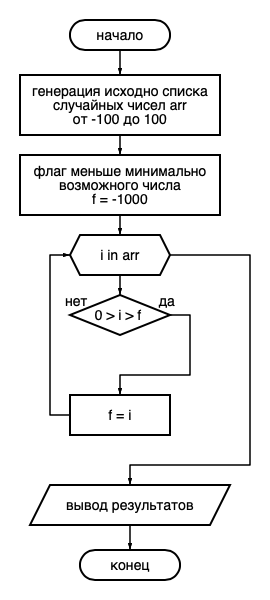 начало
генерация исходно списка
случайных чисел arr
от -100 до 100
флаг меньше минимально
возможного числа
f = -1000
i in arr
нет
да
0 > i > f
f = i
вывод результатов
конец